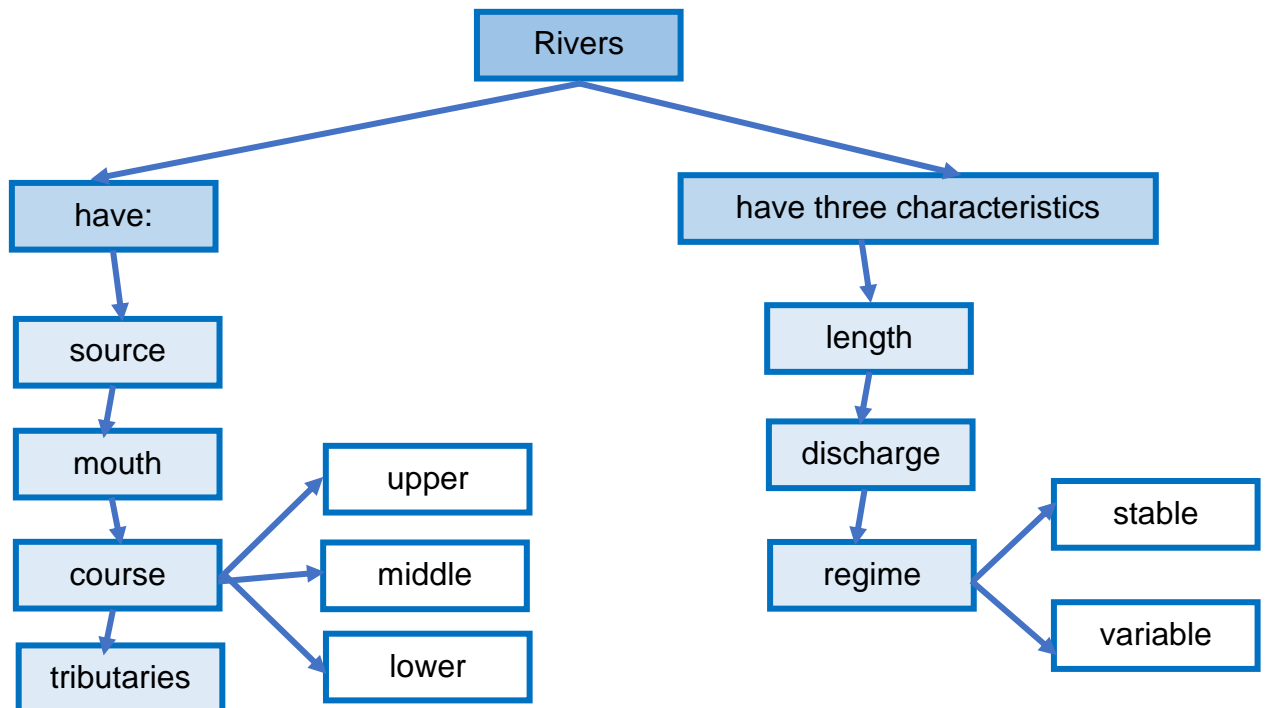 Rivers
have:
have three characteristics
source
mouth
course
tributaries
upper
middle
lower
length
discharge
regime
stable
variable